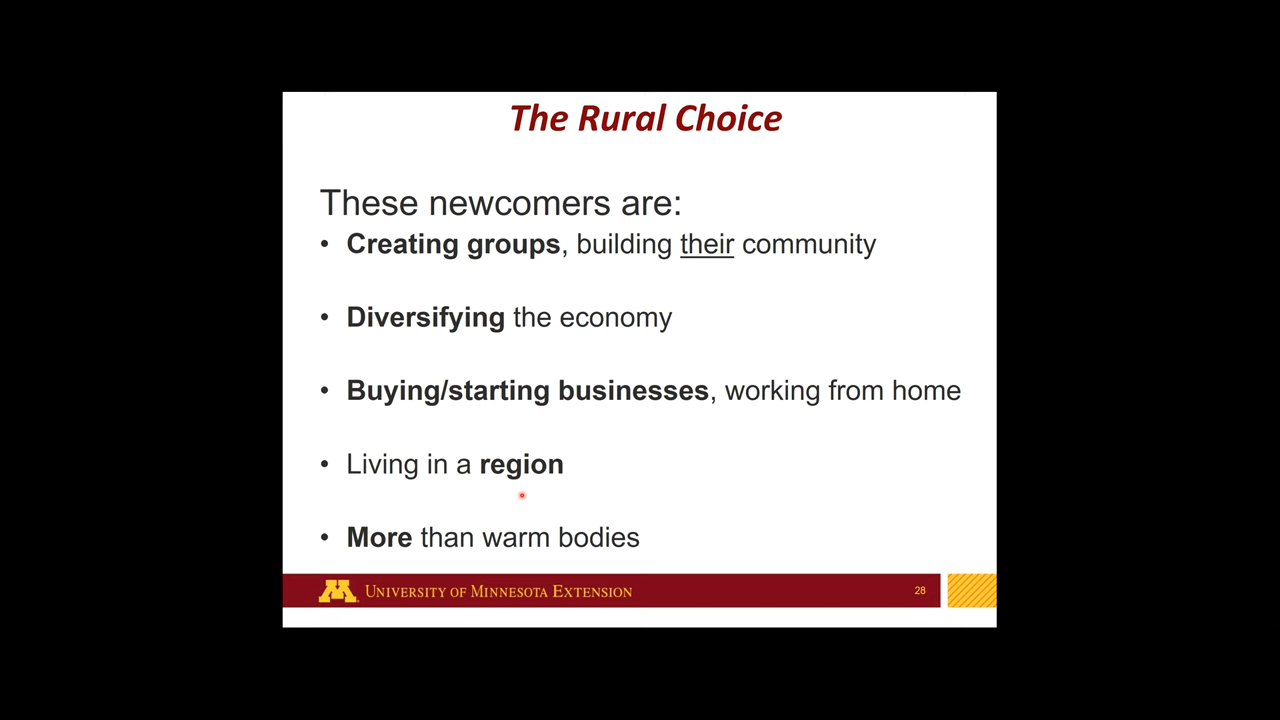 The Rural Choice
These newcomers are:
• Creating groups, building their community
• Diversifying the economy
• Buying/starting businesses, working from home
• Living in a region
• More than warm bodies
M UNIVERSITY OF MINNESOTA EXTENSION
28